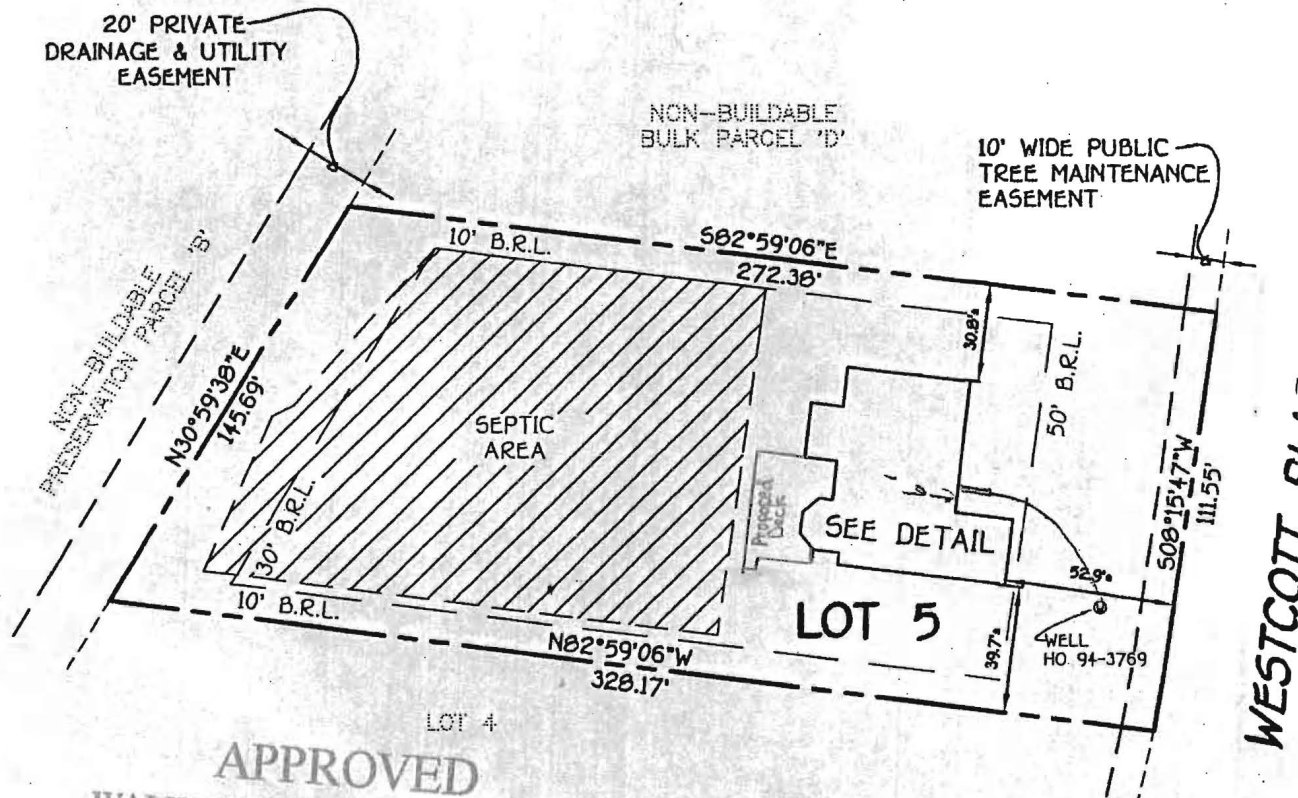 20' PRIVATE
DRAINAGE & UTILITY
EASEMENT
NON-BUILDABLE
BULK PARCEL 'D'
10' WIDE PUBLIC
TREE MAINTENANCE
EASEMENT
NON-BUILDABLE
PRESERVATION PARCEL 'B'
N30°59'38"E
145.69'
10' B.R.L.
S82°59'06"E
272.38'
30.8'±
50' B.R.L.
SEPTIC
AREA
30' B.R.L.
Proposed
Deck
SEE DETAIL
S08°15'47"W
111.55'
WESTCOTT
52.9'±
LOT 5
WELL
HO. 94-3769
39.7'±
10' B.R.L.
N82°59'06"W
328.17'
LOT 4
APPROVED